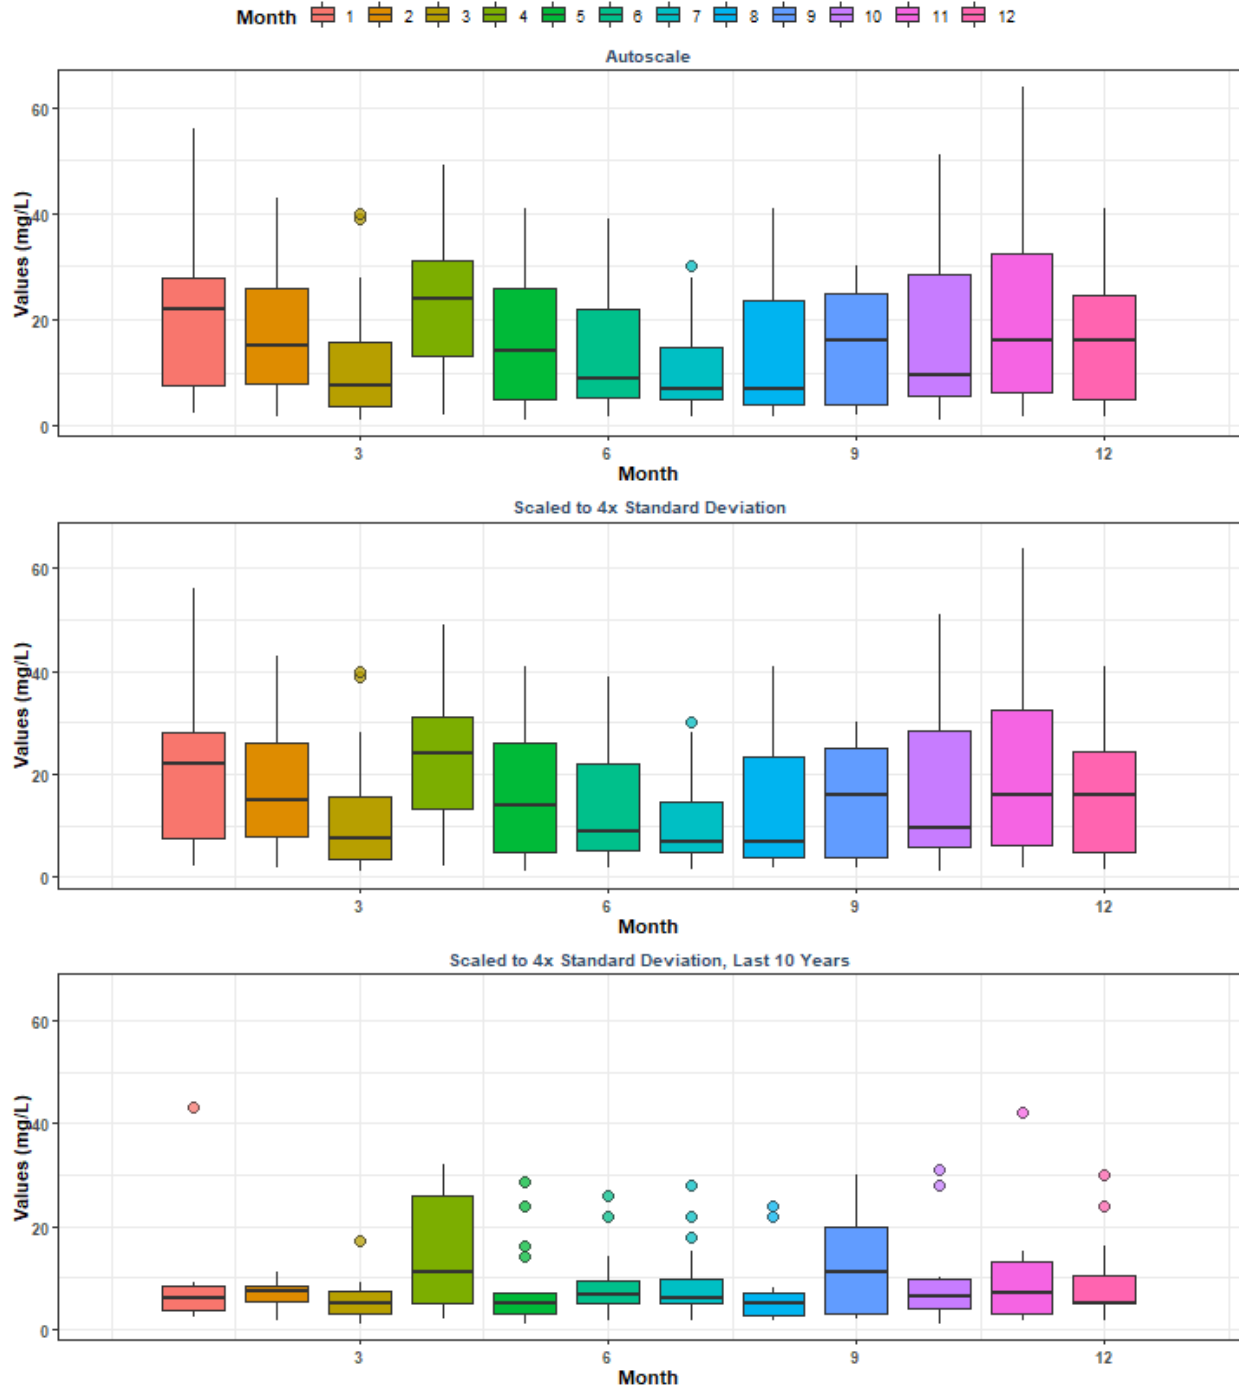 Month 1 2 3 4 5 6 7 8 9 10 11 12
Autoscale
Values (mg/L)
60
40
20
0
3 6 9 12
Month
Scaled to 4x Standard Deviation
Values (mg/L)
60
40
20
0
3 6 9 12
Month
Scaled to 4x Standard Deviation, Last 10 Years
Values (mg/L)
60
40
20
0
3 6 9 12
Month